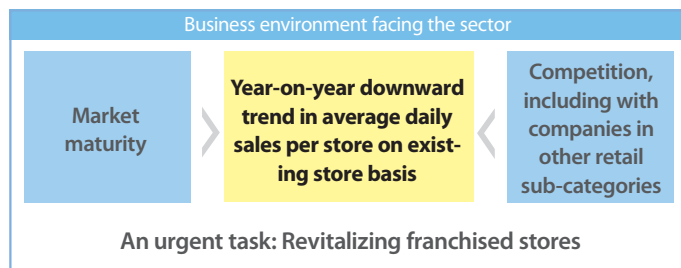 Business environment facing the sector
Market
maturity
Year-on-year downward
trend in average daily
sales per store on exist-
ing store basis
Competition,
including with
companies in
other retail
sub-categories
An urgent task: Revitalizing franchised stores